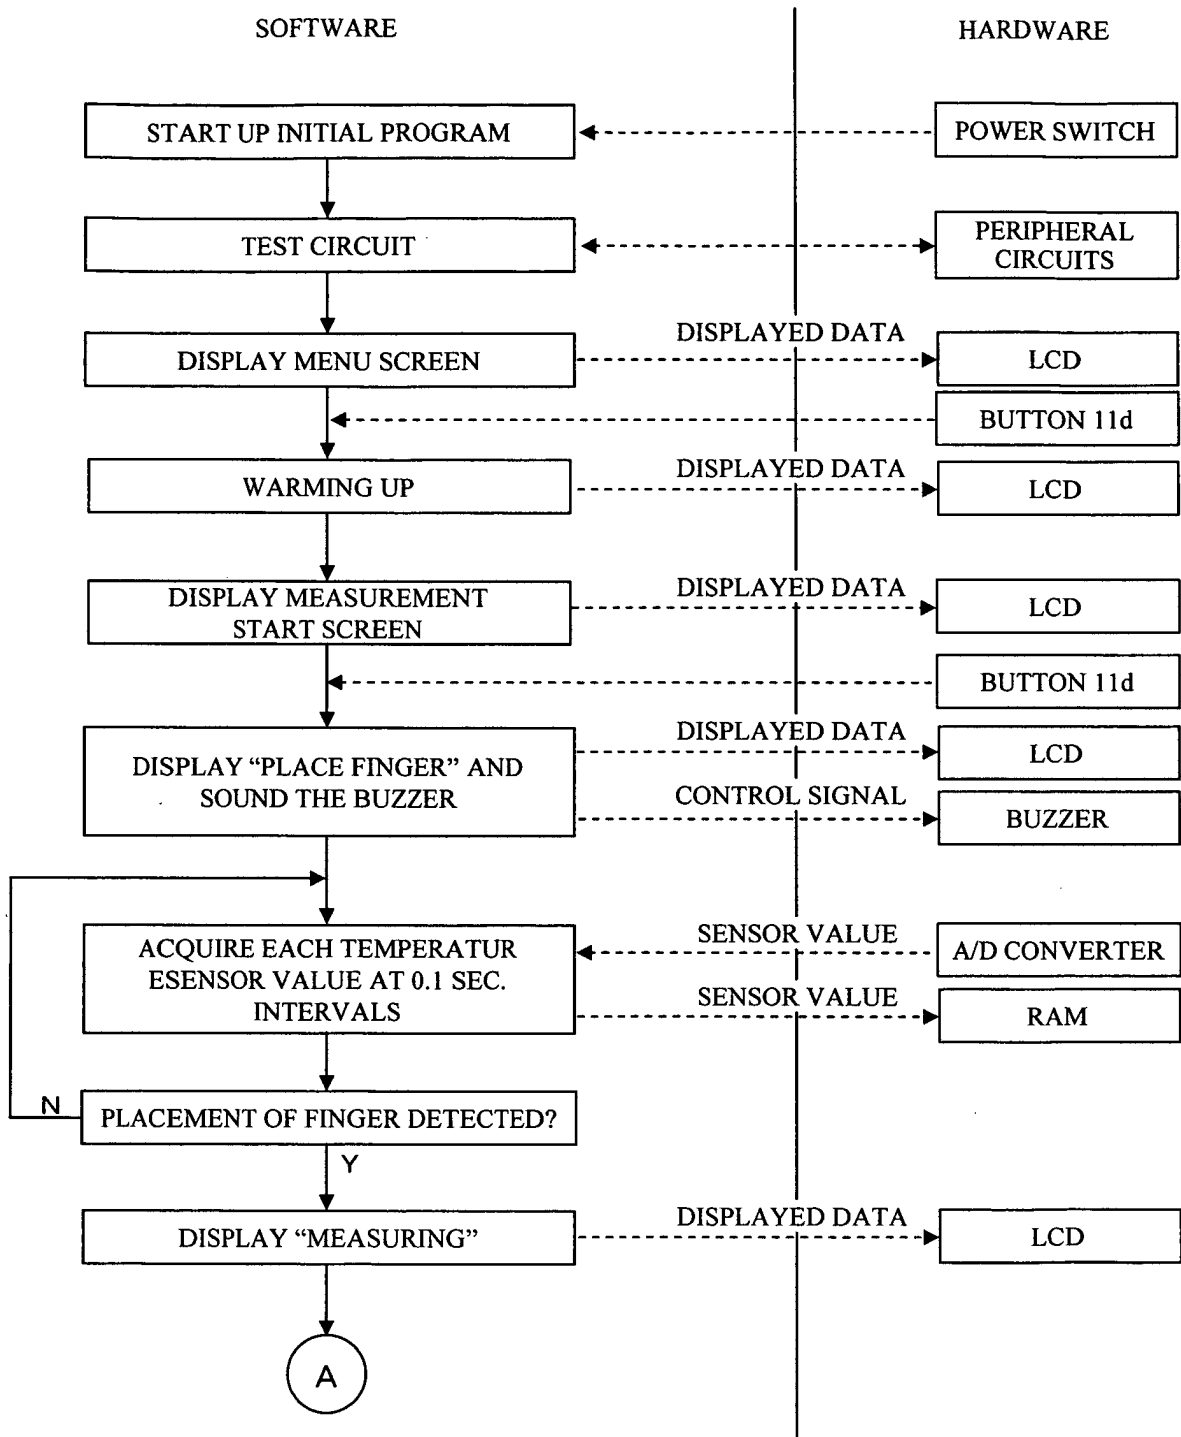 SOFTWARE
HARDWARE
START UP INITIAL PROGRAM
POWER SWITCH
TEST CIRCUIT
PERIPHERAL
CIRCUITS
DISPLAY MENU SCREEN
DISPLAYED DATA
LCD
BUTTON 11d
WARMING UP
DISPLAYED DATA
LCD
DISPLAY MEASUREMENT
START SCREEN
DISPLAYED DATA
LCD
BUTTON 11d
DISPLAY “PLACE FINGER” AND
SOUND THE BUZZER
DISPLAYED DATA
LCD
CONTROL SIGNAL
BUZZER
ACQUIRE EACH TEMPERATUR
ESENSOR VALUE AT 0.1 SEC.
INTERVALS
SENSOR VALUE
A/D CONVERTER
SENSOR VALUE
RAM
N
PLACEMENT OF FINGER DETECTED?
Y
DISPLAY “MEASURING”
DISPLAYED DATA
LCD
A